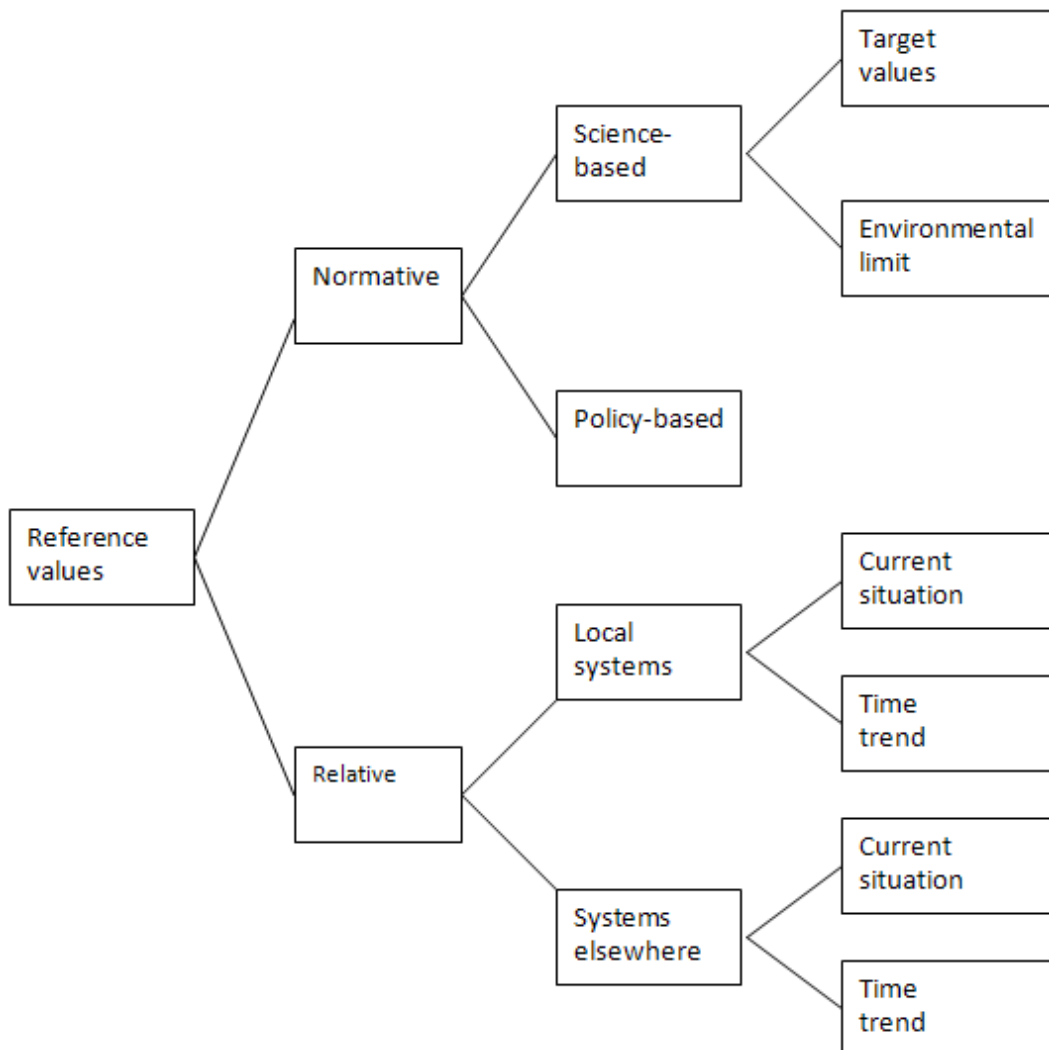 Target
values
Science-
based
Environmental
limit
Normative
Policy-based
Reference
values
Current
situation
Local
systems
Time
trend
Relative
Current
situation
Systems
elsewhere
Time
trend